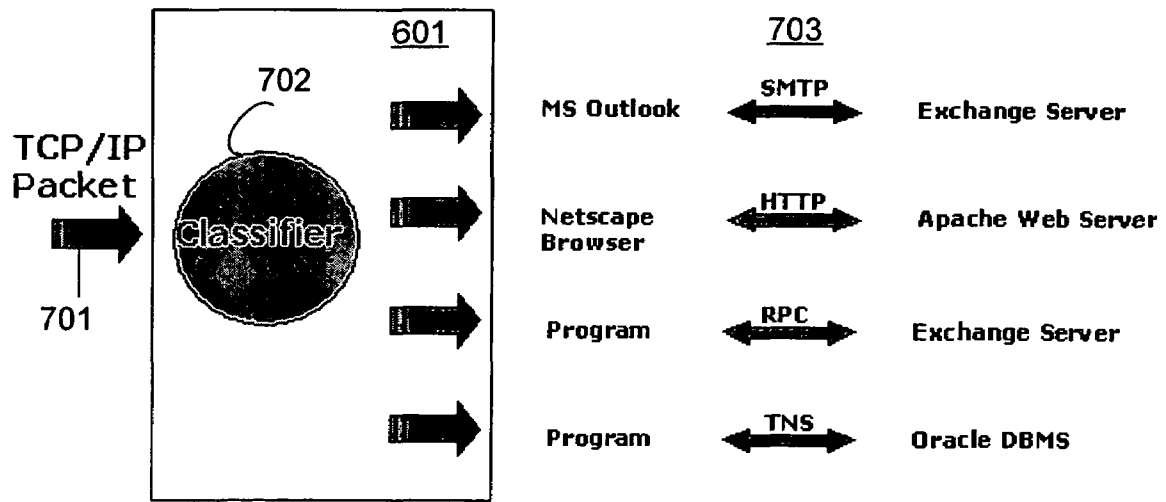 601
703
702
TCP/IP
Packet
701
Classifier
MS Outlook
SMTP
Exchange Server
Netscape
Browser
HTTP
Apache Web Server
Program
RPC
Exchange Server
Program
TNS
Oracle DBMS